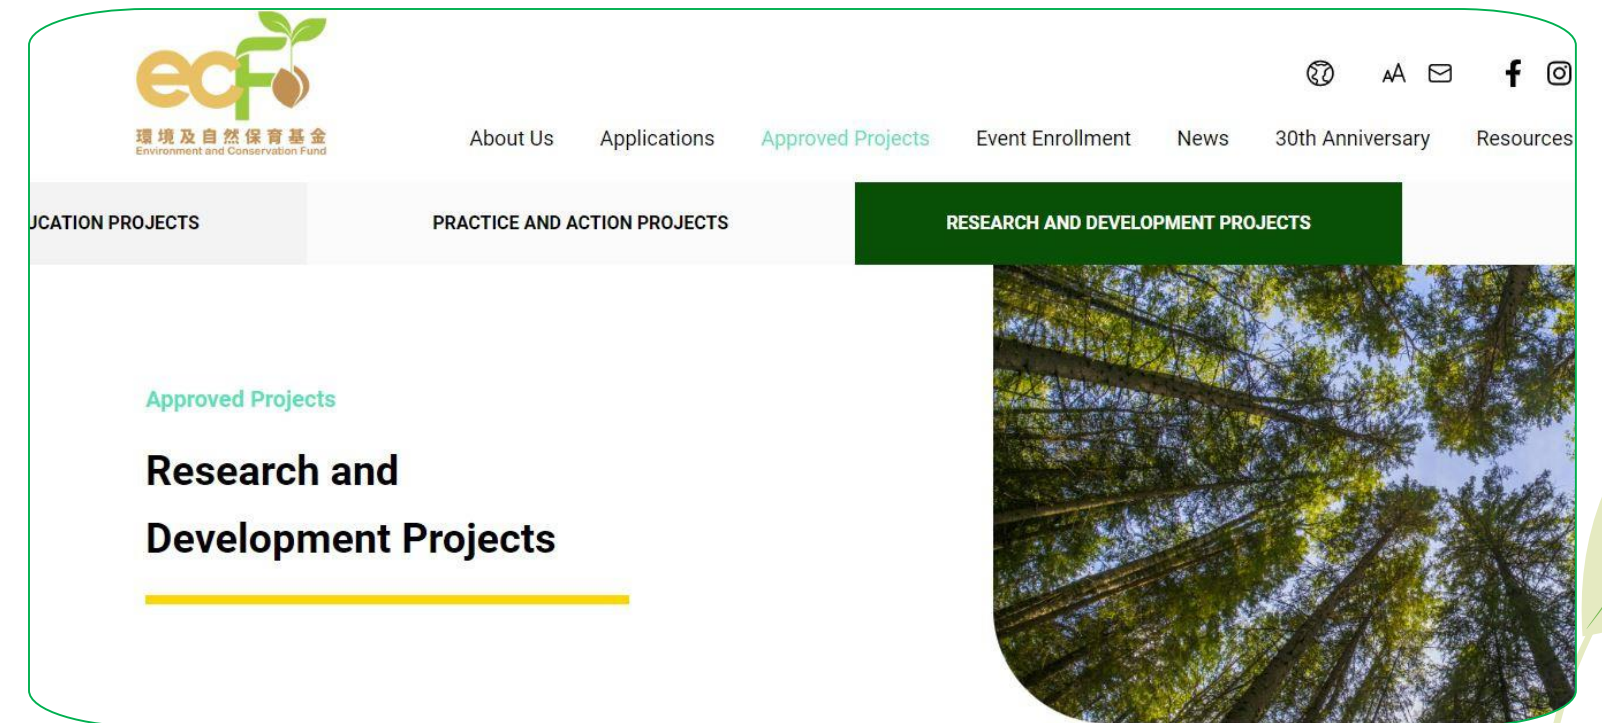 ecf
環境及自然保育基金
Environment and Conservation Fund
AA
About Us Applications Approved Projects Event Enrollment News 30th Anniversary Resources
UCATION PROJECTS PRACTICE AND ACTION PROJECTS RESEARCH AND DEVELOPMENT PROJECTS
Approved Projects
Research and
Development Projects